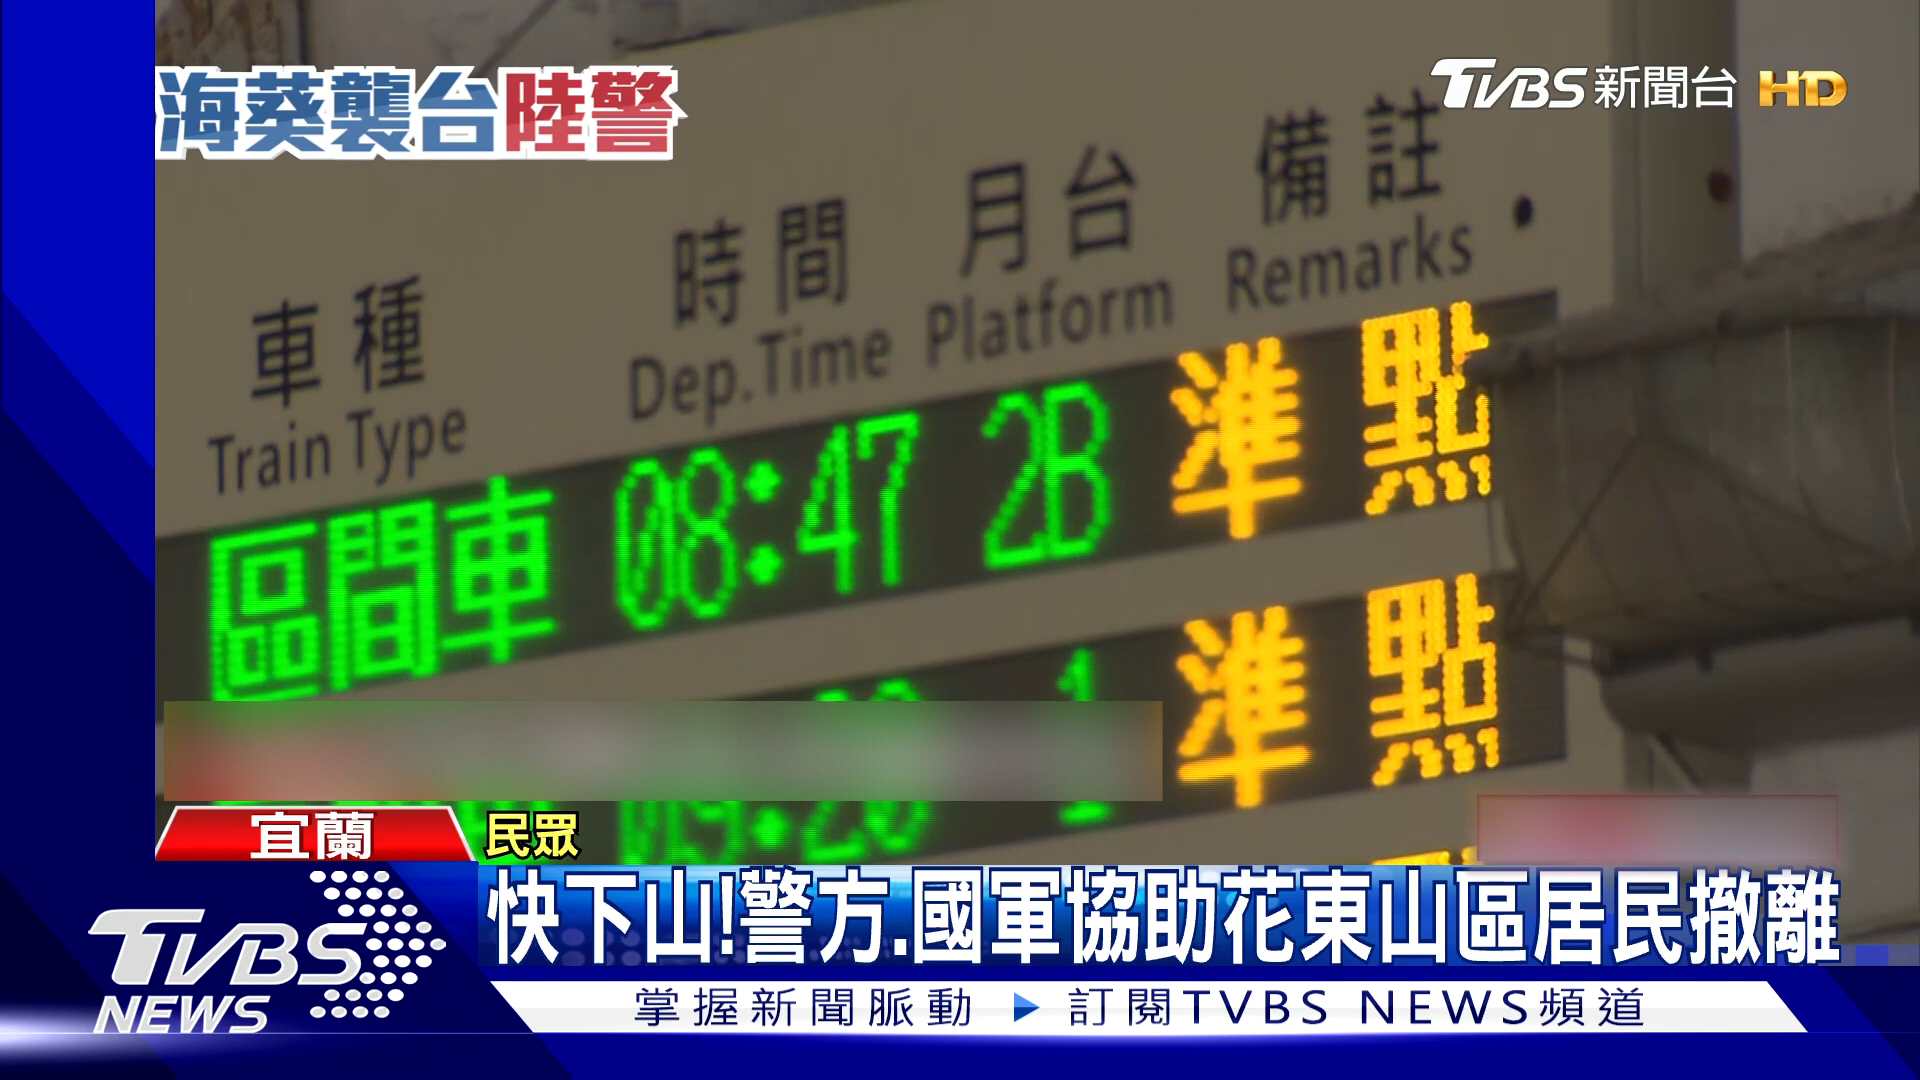 海葵襲台陸警
TVBS新聞台 HD
車種 時間 月台 備註
Train Type Dep.Time Platform Remarks
區間車 08:47 2B 準點
09:20 1 準點
宜蘭
民眾
快下山!警方.國軍協助花東山區居民撤離
TVBS NEWS
掌握新聞脈動 ▶ 訂閱TVBS NEWS頻道